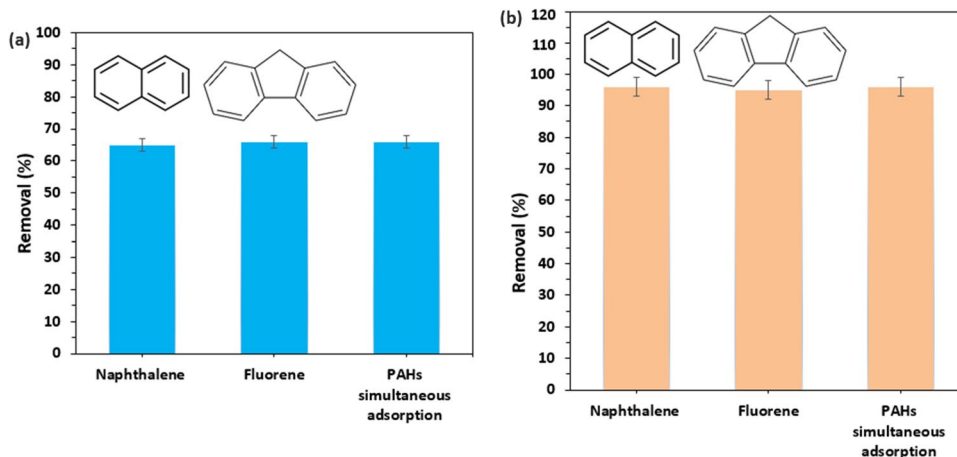 (a)
Removal (%)
100
90
80
70
60
50
40
30
20
10
0
Naphthalene
Fluorene
PAHs
simultaneous
adsorption
(b)
Removal (%)
120
110
100
90
80
70
60
50
40
30
20
10
0
Naphthalene
Fluorene
PAHs
simultaneous
adsorption